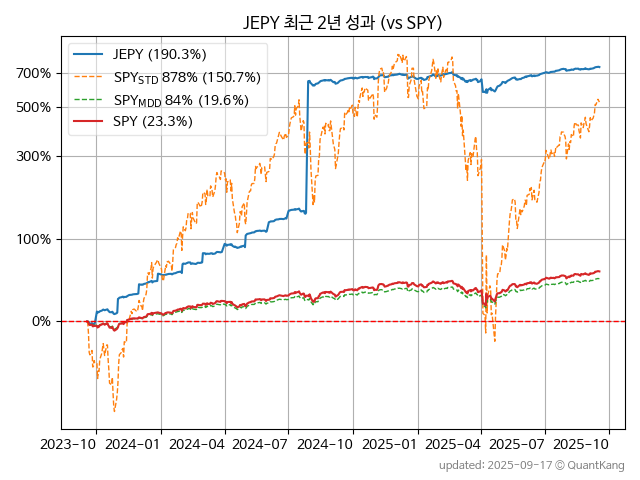 JEPY 최근 2년 성과 (vs SPY)
JEPY (190.3%)
SPY_STD 878% (150.7%)
SPY_MDD 84% (19.6%)
SPY (23.3%)
700%
500%
300%
100%
0%
2023-10 2024-01 2024-04 2024-07 2024-10 2025-01 2025-04 2025-07 2025-10
updated: 2025-09-17 © QuantKang